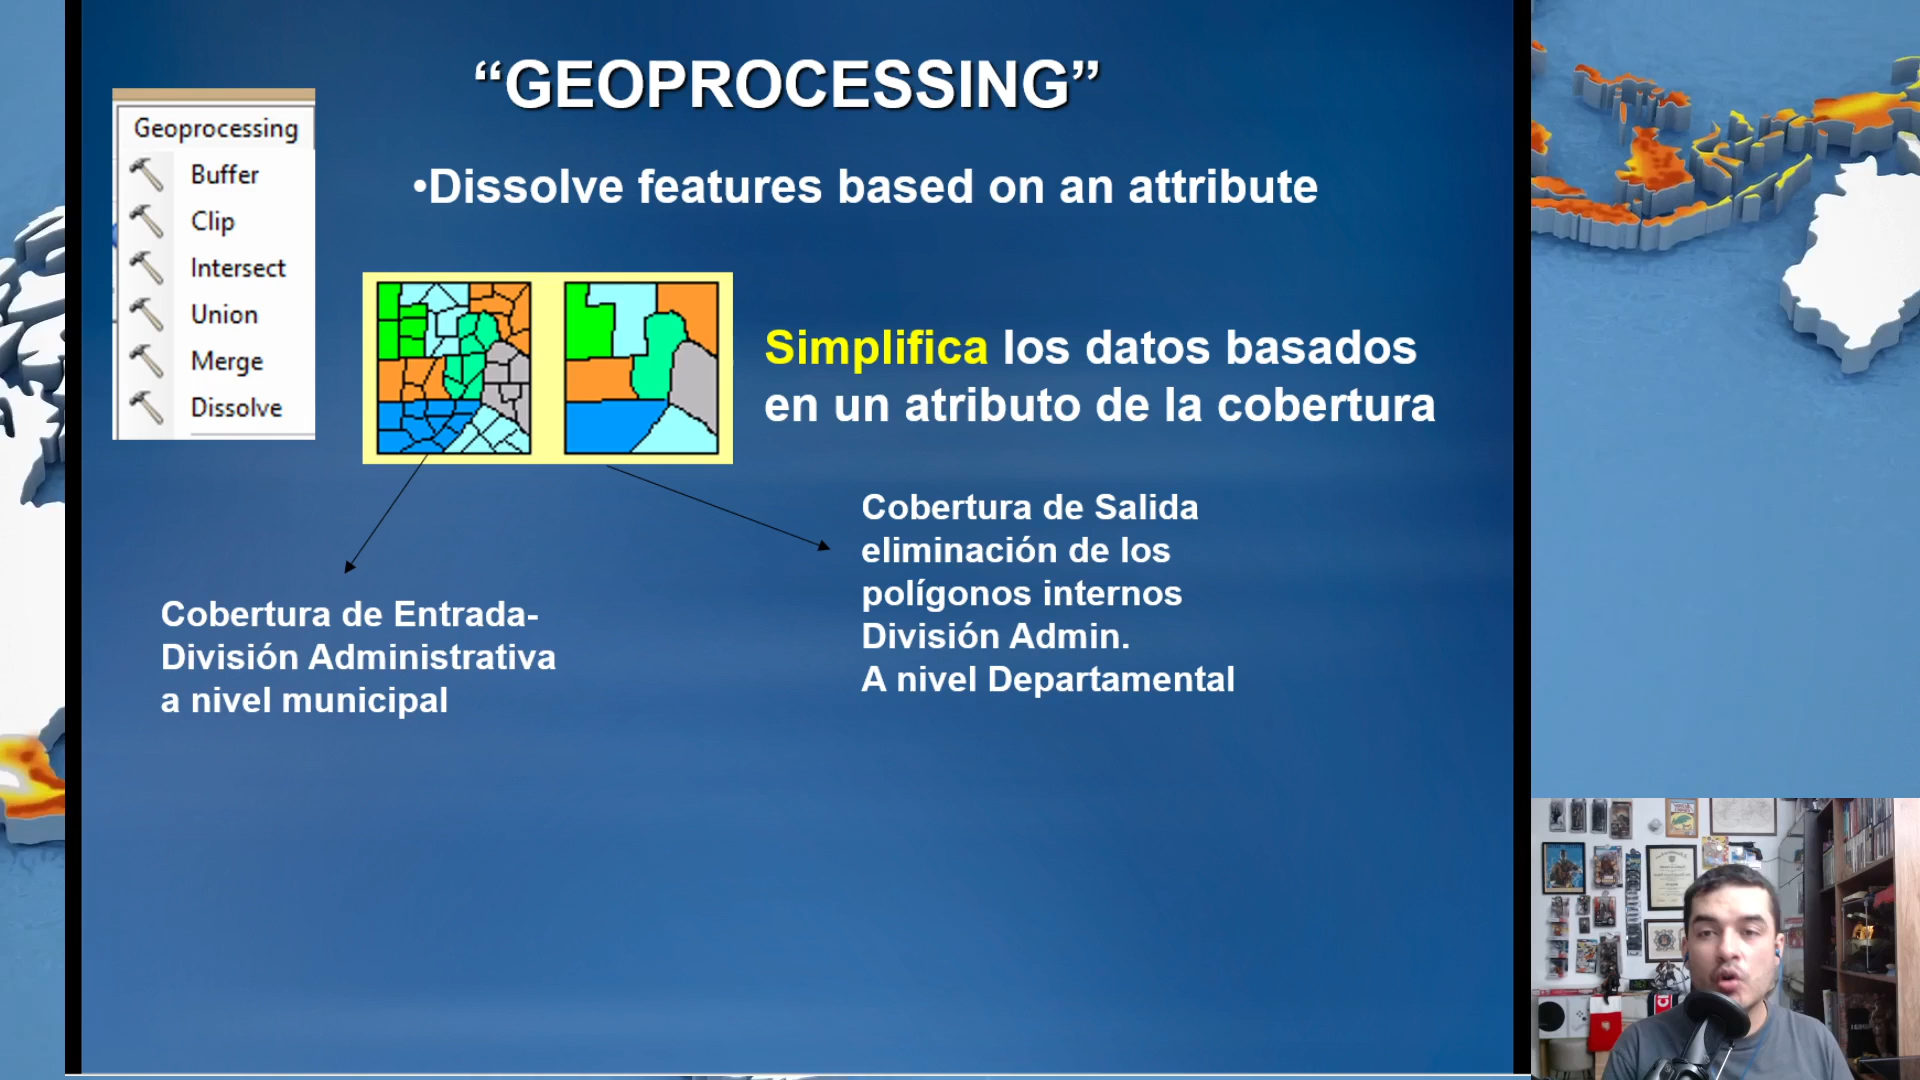 “GEOPROCESSING”
Geoprocessing
Buffer
Clip
Intersect
Union
Merge
Dissolve
•Dissolve features based on an attribute
Simplifica los datos basados
en un atributo de la cobertura
Cobertura de Entrada-
División Administrativa
a nivel municipal
Cobertura de Salida
eliminación de los
polígonos internos
División Admin.
A nivel Departamental